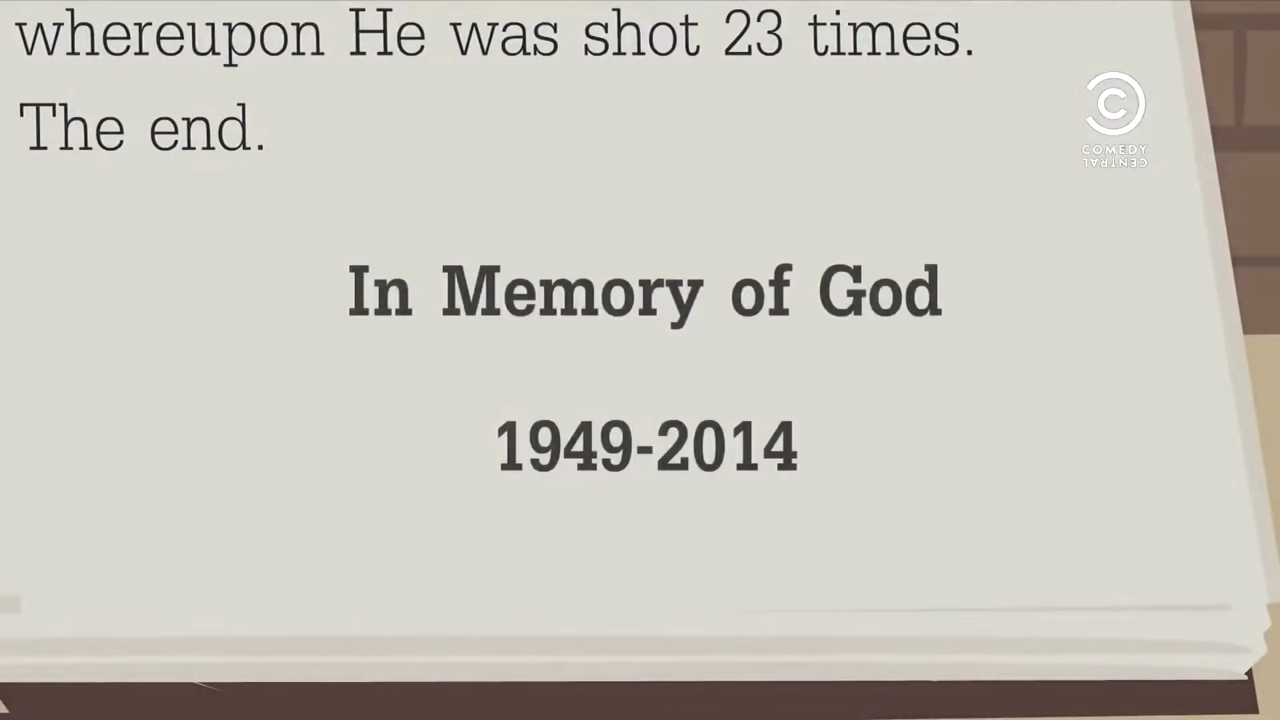 whereupon He was shot 23 times.
The end.
COMEDY
CENTRAL
In Memory of God
1949-2014